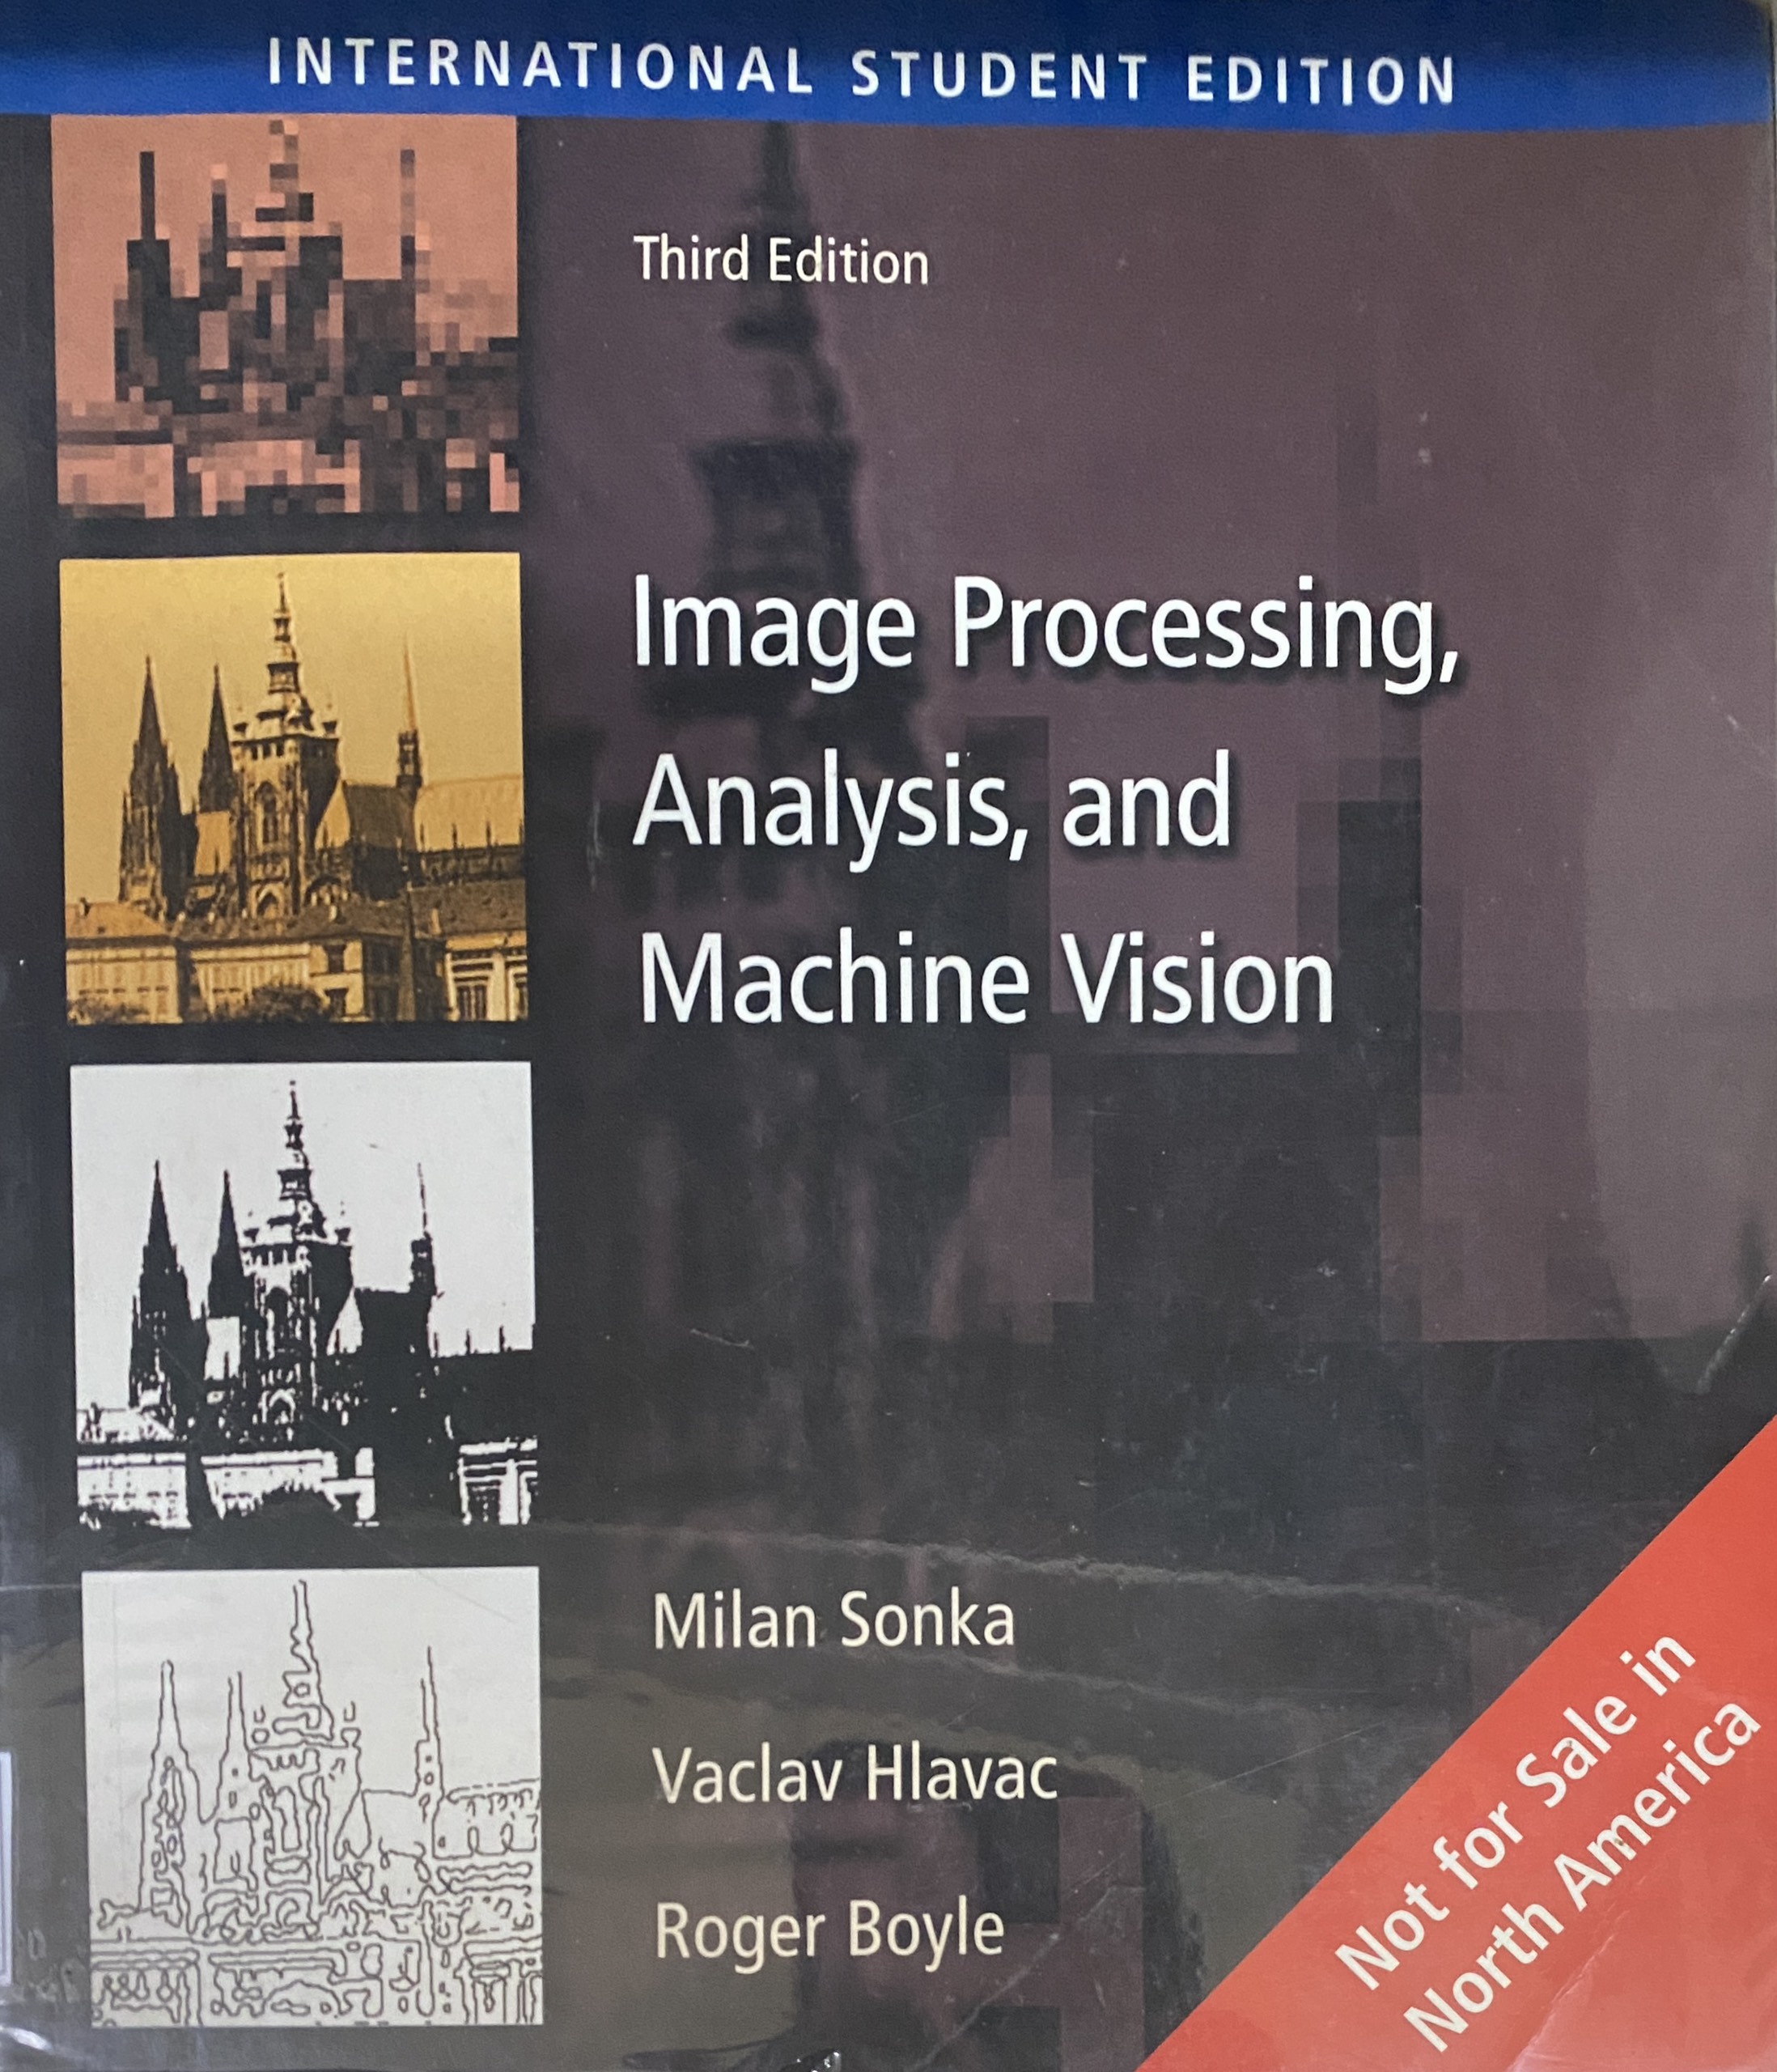 INTERNATIONAL STUDENT EDITION
Third Edition
Image Processing,
Analysis, and
Machine Vision
Milan Sonka
Vaclav Hlavac
Roger Boyle
Not for Sale in
North America